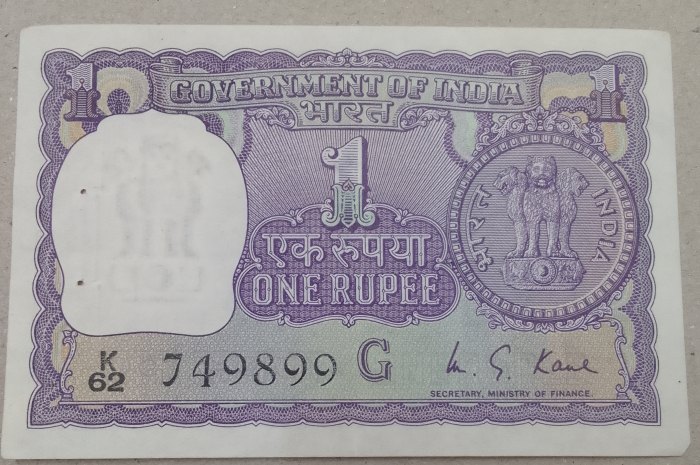 1 GOVERNMENT OF INDIA 1
भारत
1
एक रुपया
ONE RUPEE
भारत INDIA
K
62 749899 G M. G. Kaul
SECRETARY, MINISTRY OF FINANCE.